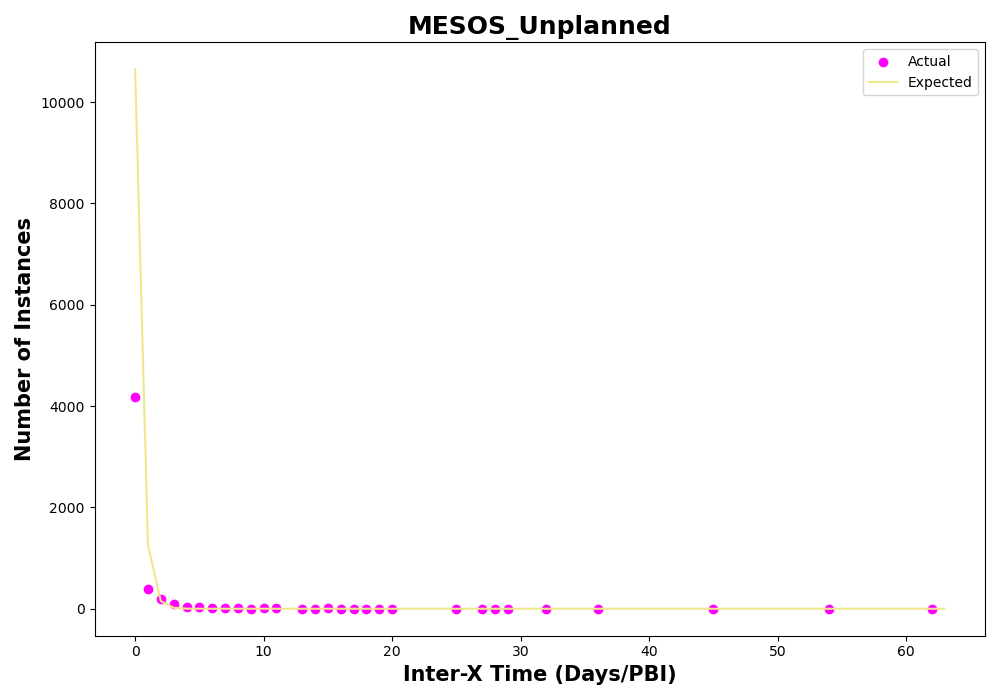 MESOS_Unplanned
Actual
Expected
Number of Instances
10000
8000
6000
4000
2000
0
0 10 20 30 40 50 60
Inter-X Time (Days/PBI)